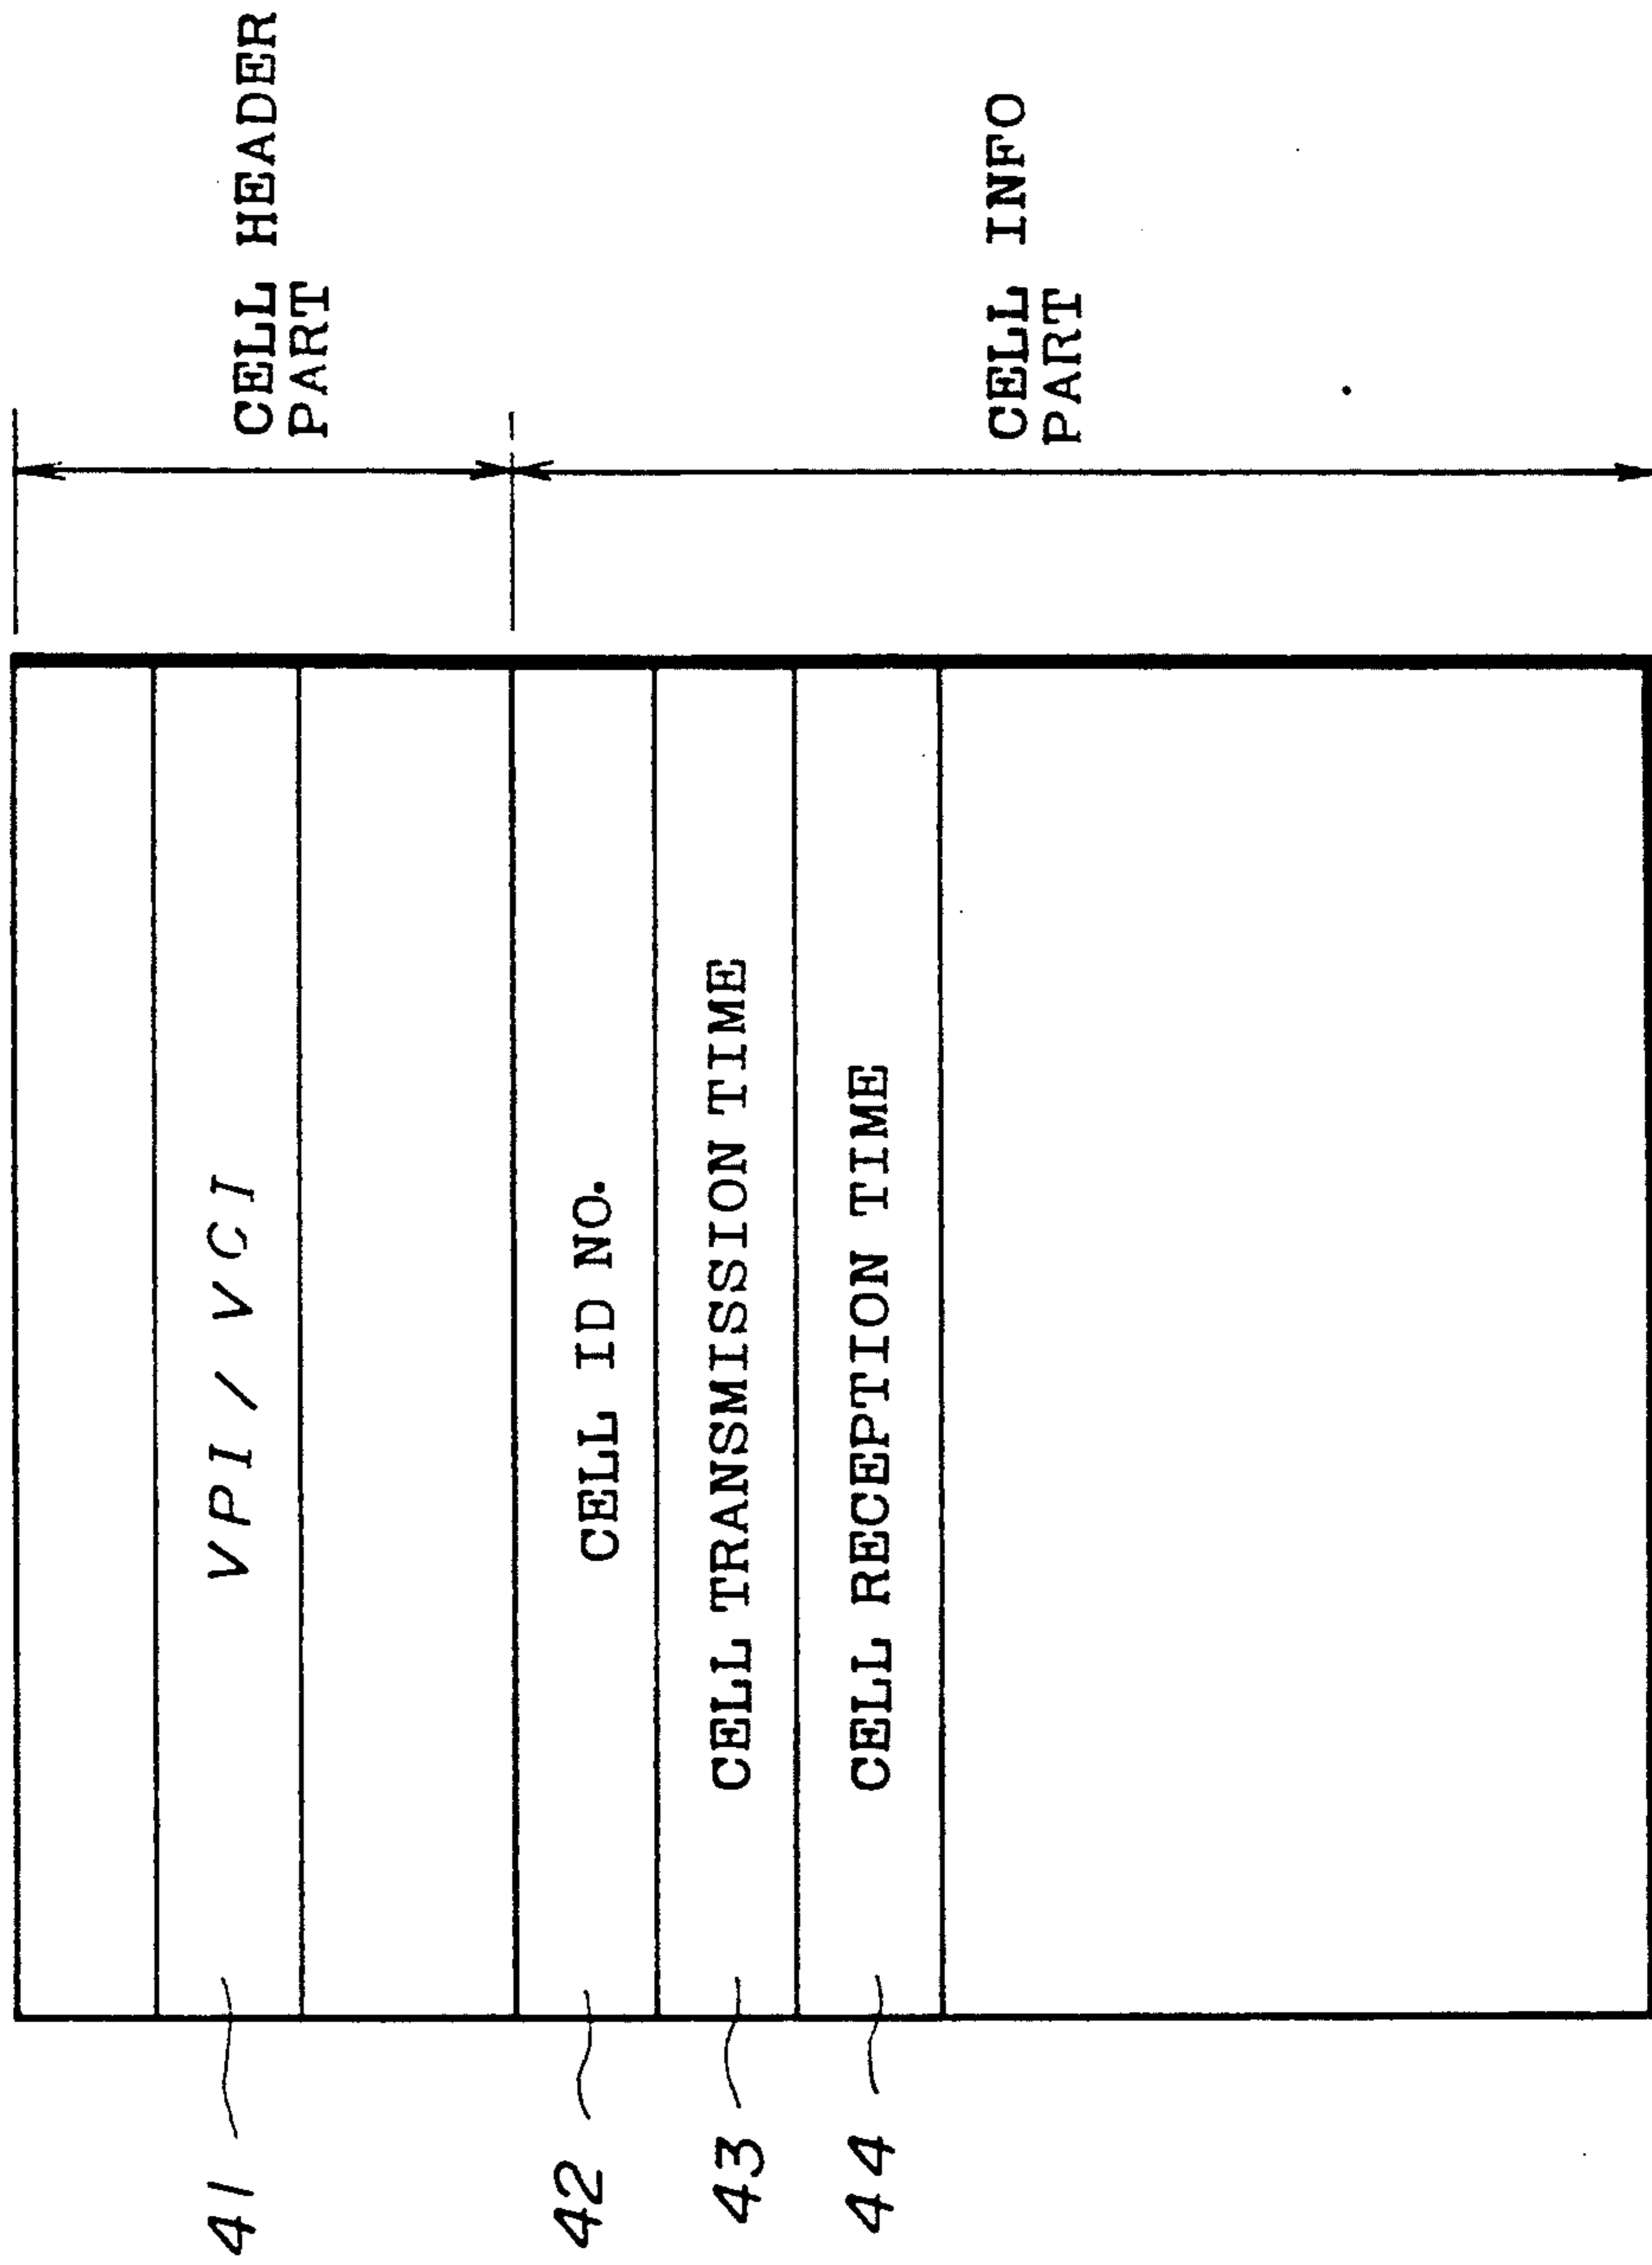 CELL HEADER
PART
CELL INFO
PART
41
VPI / VCI
42
CELL ID NO.
43
CELL TRANSMISSION TIME
44
CELL RECEPTION TIME